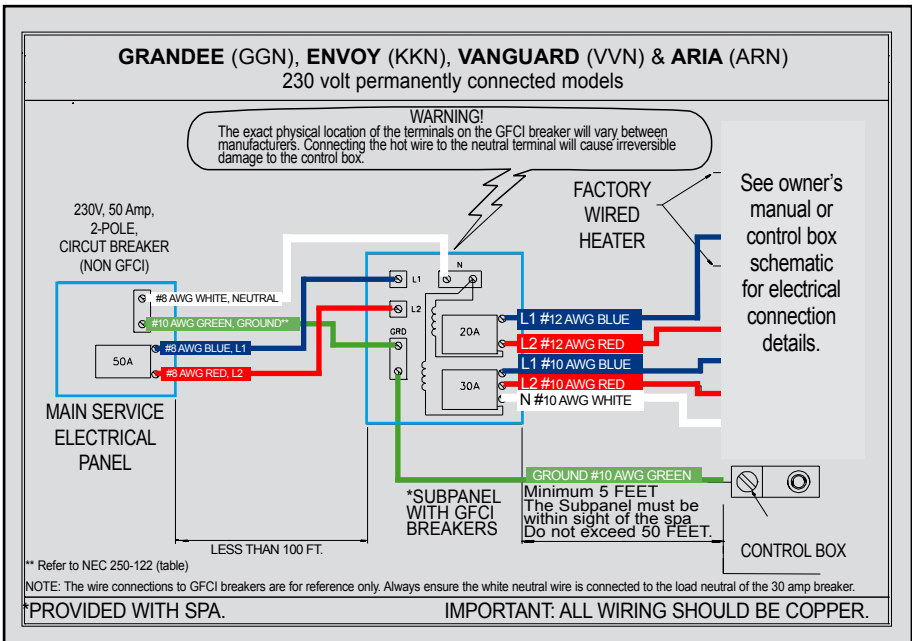 GRANDEE (GGN), ENVOY (KKN), VANGUARD (VVN) & ARIA (ARN)
230 volt permanently connected models
WARNING!
The exact physical location of the terminals on the GFCI breaker will vary between
manufacturers. Connecting the hot wire to the neutral terminal will cause irreversible
damage to the control box.
FACTORY
WIRED
HEATER
See owner's
manual or
control box
schematic
for electrical
connection
details.
230V, 50 Amp,
2-POLE,
CIRCUT BREAKER
(NON GFCI)
#8 AWG WHITE, NEUTRAL
#10 AWG GREEN, GROUND**
#8 AWG BLUE, L1
#8 AWG RED, L2
50A
MAIN SERVICE
ELECTRICAL
PANEL
L1
N
L2
GRD
20A
30A
L1 #12 AWG BLUE
L2 #12 AWG RED
L1 #10 AWG BLUE
L2 #10 AWG RED
N #10 AWG WHITE
GROUND #10 AWG GREEN
*SUBPANEL
WITH GFCI
BREAKERS
Minimum 5 FEET
The Subpanel must be
within sight of the spa
Do not exceed 50 FEET.
LESS THAN 100 FT.
CONTROL BOX
** Refer to NEC 250-122 (table)
NOTE: The wire connections to GFCI breakers are for reference only. Always ensure the white neutral wire is connected to the load neutral of the 30 amp breaker.
*PROVIDED WITH SPA.
IMPORTANT: ALL WIRING SHOULD BE COPPER.